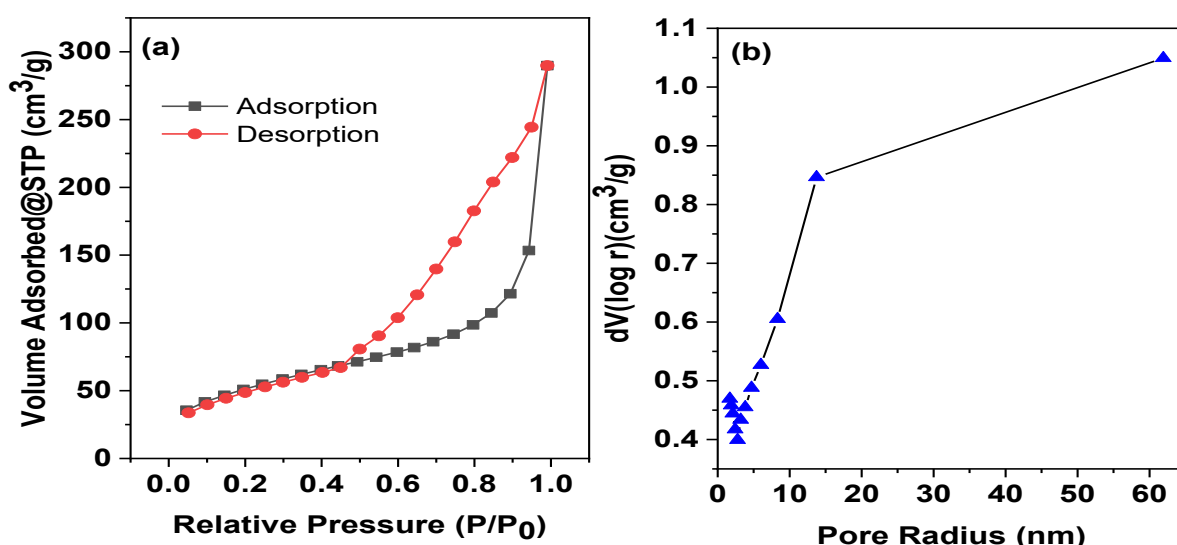 (a)
Adsorption
Desorption
Volume Adsorbed@STP (cm³/g)
300
250
200
150
100
50
0
0.0 0.2 0.4 0.6 0.8 1.0
Relative Pressure (P/P₀)
(b)
dV(log r)(cm³/g)
1.1
1.0
0.9
0.8
0.7
0.6
0.5
0.4
0 10 20 30 40 50 60
Pore Radius (nm)